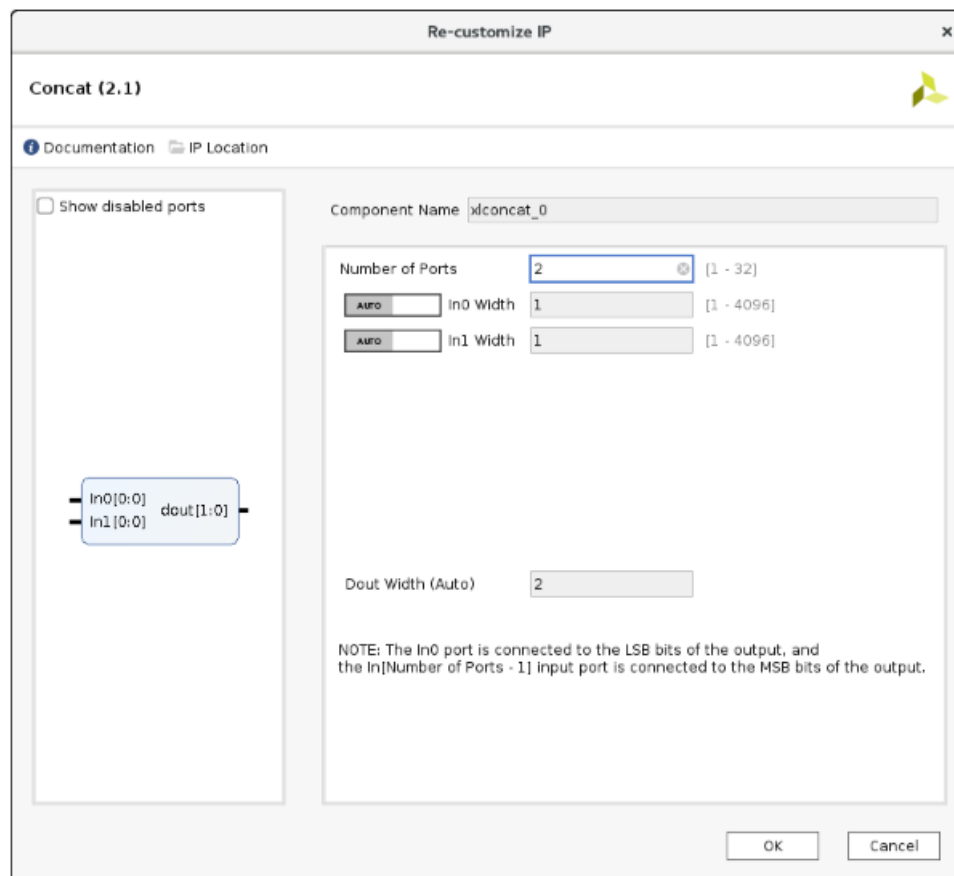 Re-customize IP
Concat (2.1)
Documentation IP Location
Show disabled ports
Component Name xlconcat_0
Number of Ports 2 [1 - 32]
AUTO In0 Width 1 [1 - 4096]
AUTO In1 Width 1 [1 - 4096]
In0[0:0]
In1[0:0]
dout[1:0]
Dout Width (Auto) 2
NOTE: The In0 port is connected to the LSB bits of the output, and
the In[Number of Ports - 1] input port is connected to the MSB bits of the output.
OK Cancel